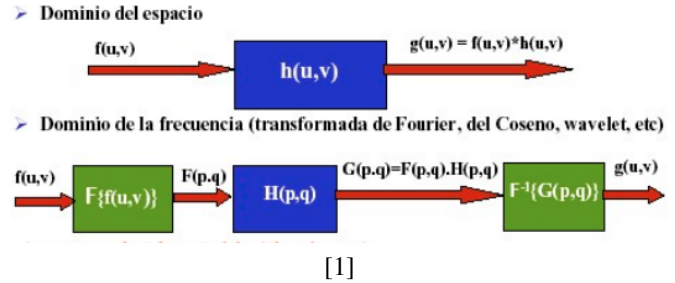 ➢ Dominio del espacio
f(u,v)
h(u,v)
g(u,v) = f(u,v)*h(u,v)
➢ Dominio de la frecuencia (transformada de Fourier, del Coseno, wavelet, etc)
f(u,v)
F{f(u,v)}
F(p.q)
H(p,q)
G(p.q)=F(p,q).H(p,q)
F⁻¹{G(p,q)}
g(u,v)
[1]